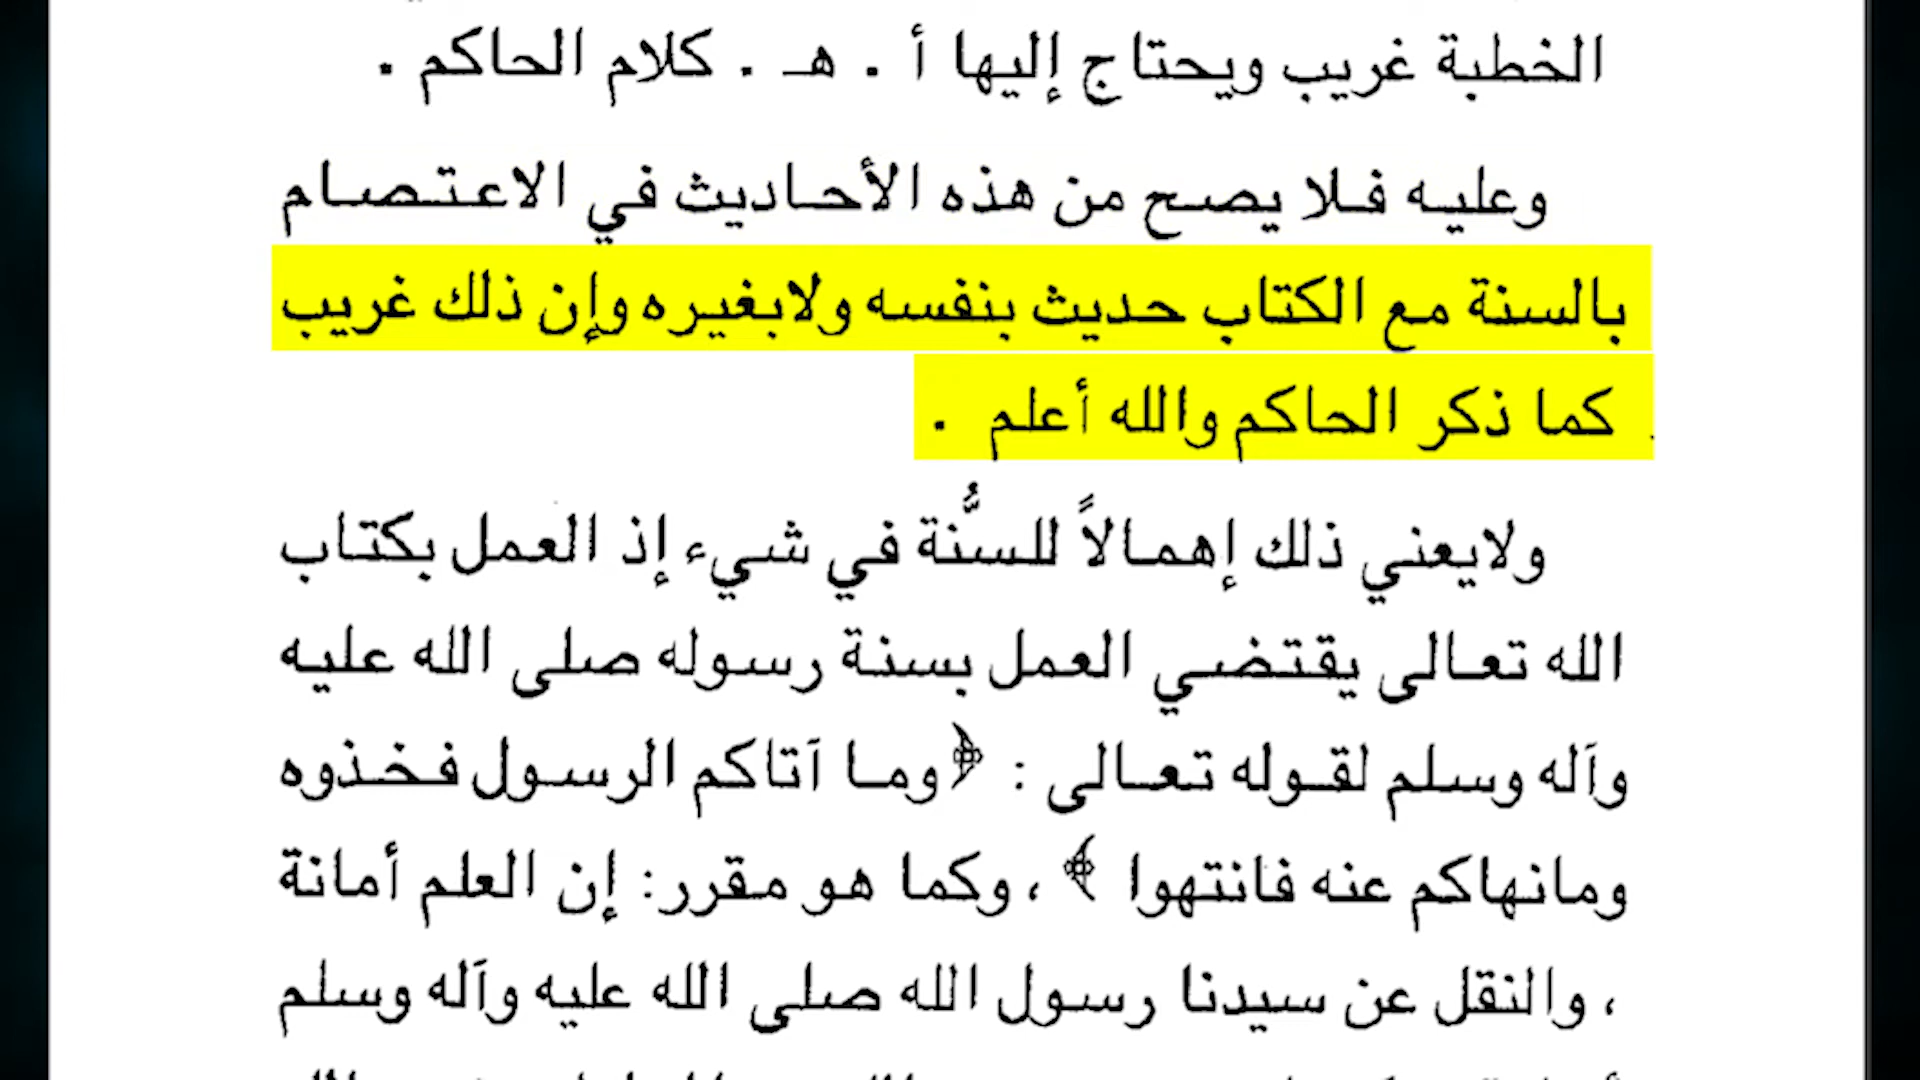 الخطبة غريب ويحتاج إليها أ . هـ . كلام الحاكم .
وعليه فلا يصح من هذه الأحاديث في الاعتصام
بالسنة مع الكتاب حديث بنفسه ولابغيره وإن ذلك غريب
كما ذكر الحاكم والله أعلم .
ولايعني ذلك إهمالاً للسُّنة في شيء إذ العمل بكتاب
الله تعالى يقتضي العمل بسنة رسوله صلى الله عليه
وآله وسلم لقوله تعالى : ﴿وما آتاكم الرسول فخذوه
ومانهاكم عنه فانتهوا ﴾ ، وكما هو مقرر: إن العلم أمانة
، والنقل عن سيدنا رسول الله صلى الله عليه وآله وسلم